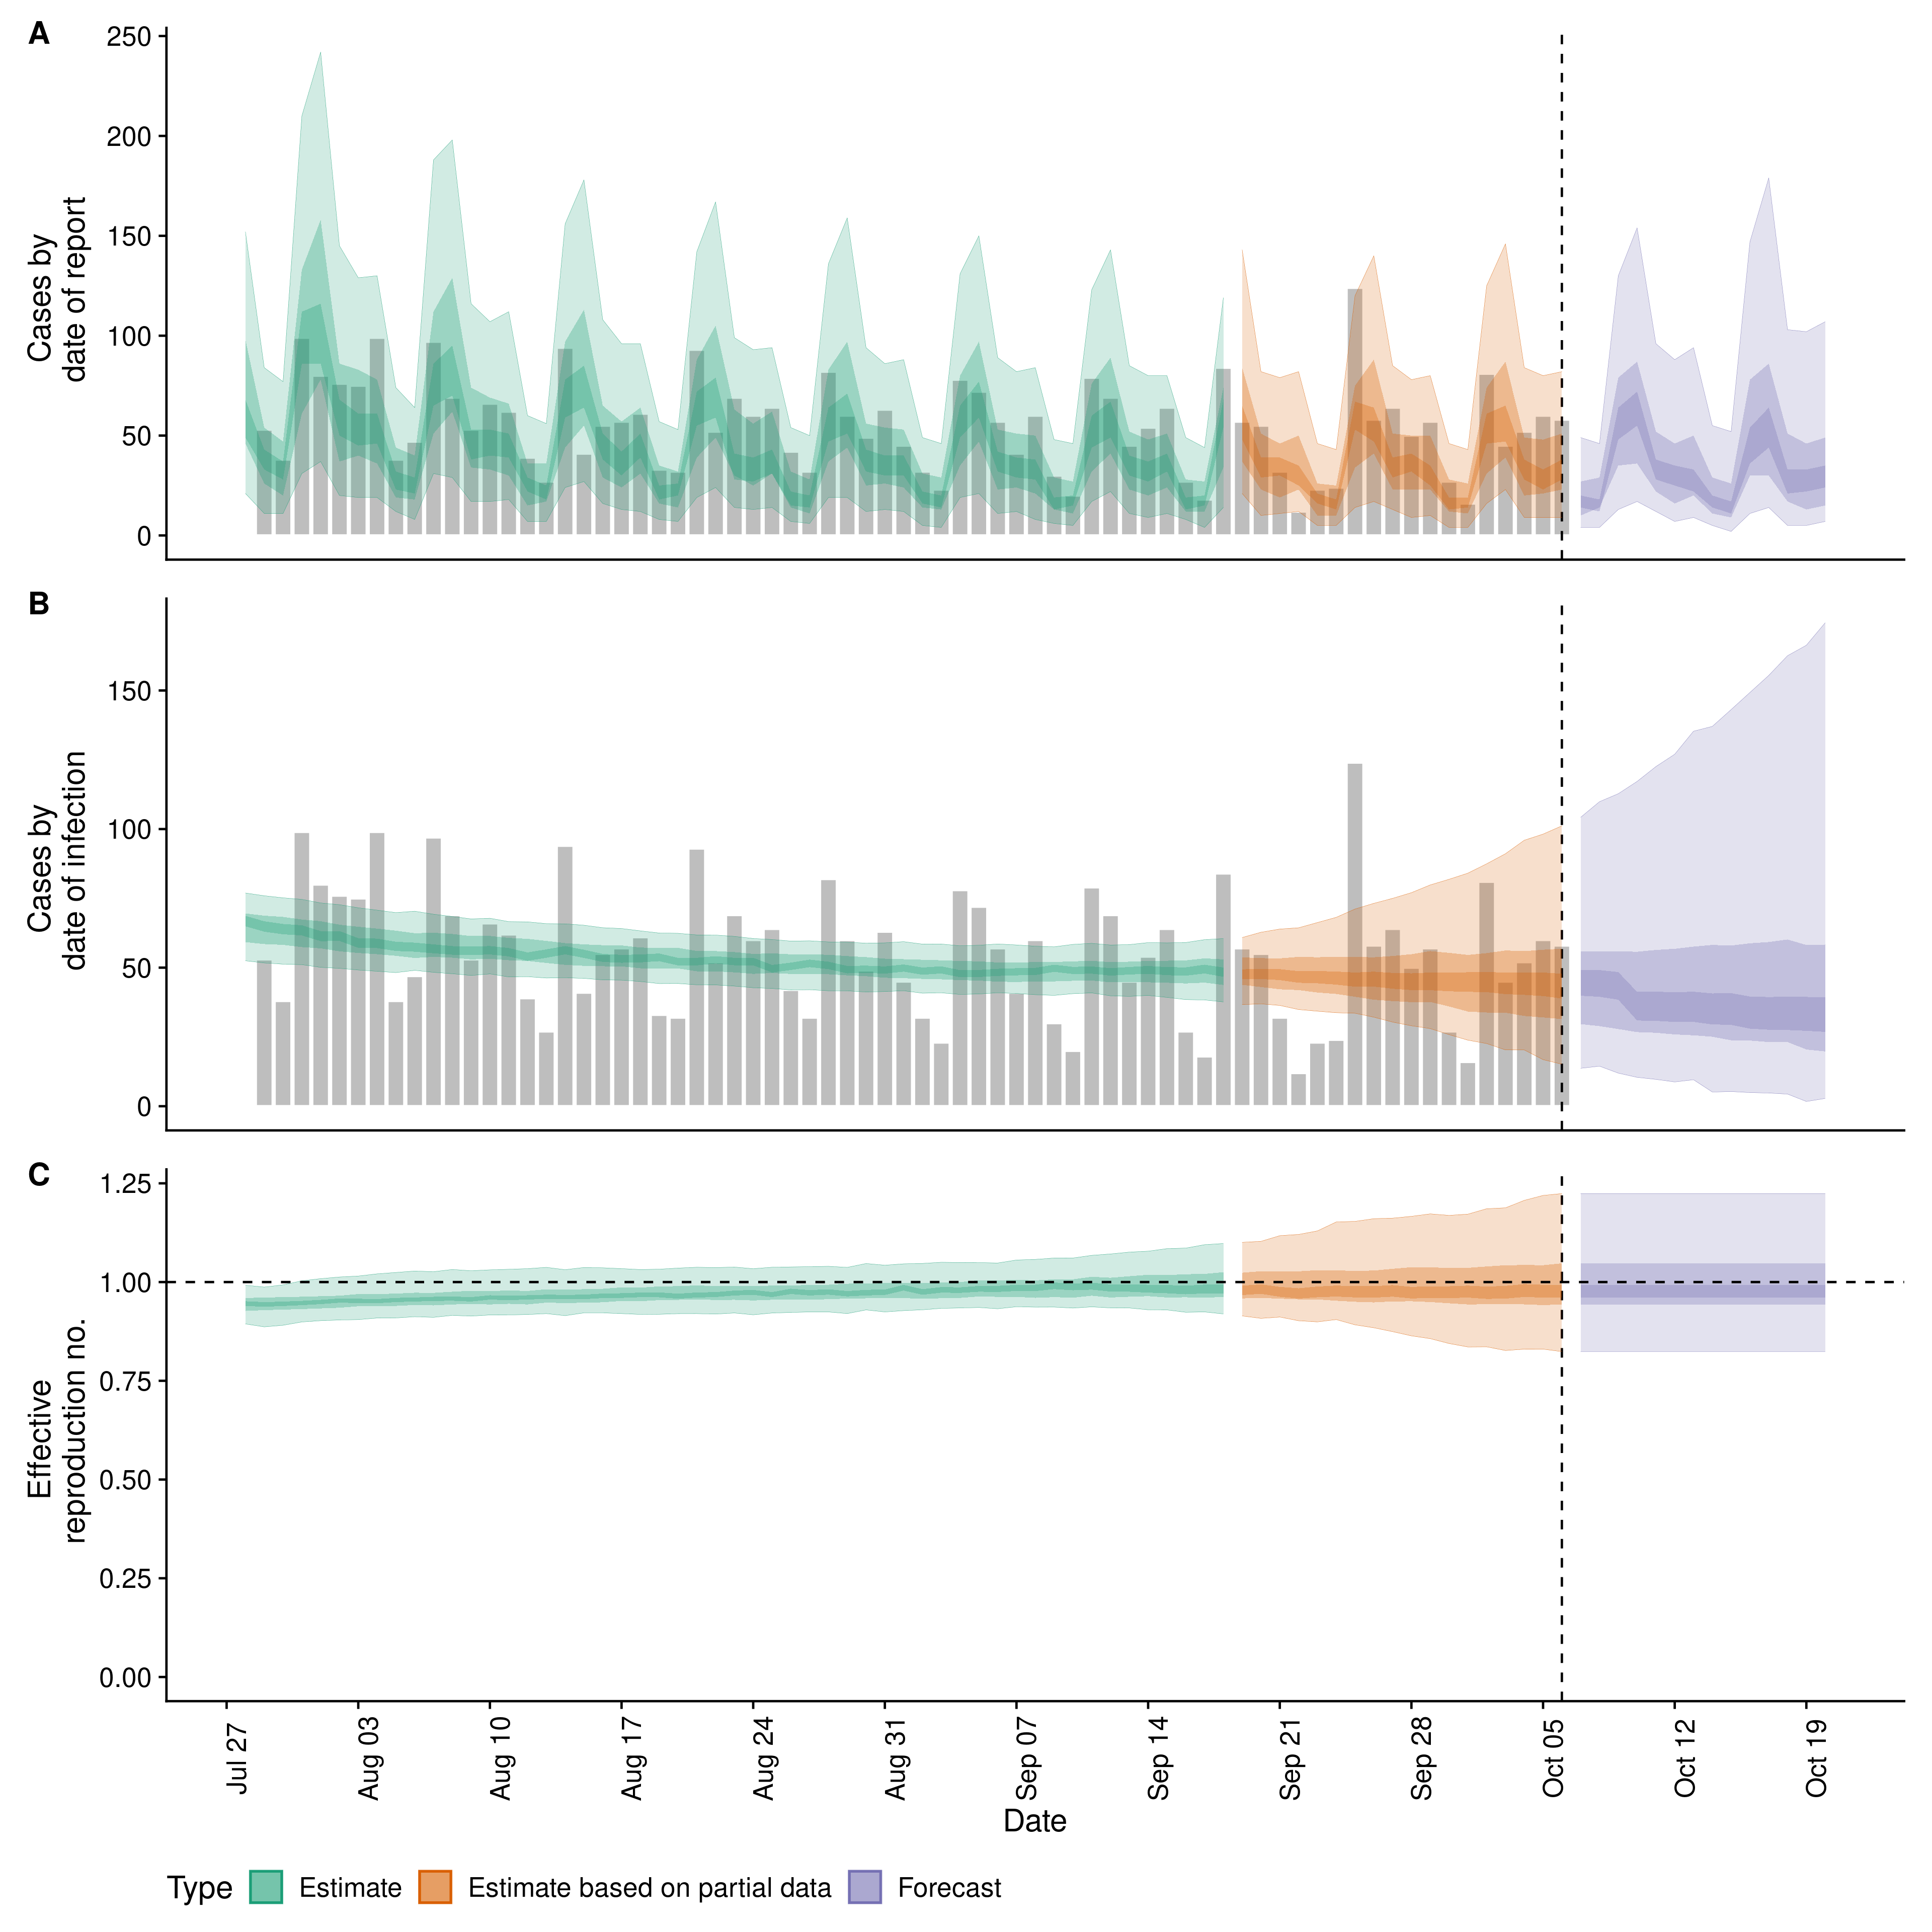 A
250
200
150
100
50
0
Cases by
date of report
B
150
100
50
0
Cases by
date of infection
C
1.25
1.00
0.75
0.50
0.25
0.00
Effective
reproduction no.
Jul 27
Aug 03
Aug 10
Aug 17
Aug 24
Aug 31
Sep 07
Sep 14
Sep 21
Sep 28
Oct 05
Oct 12
Oct 19
Date
Type Estimate Estimate based on partial data Forecast